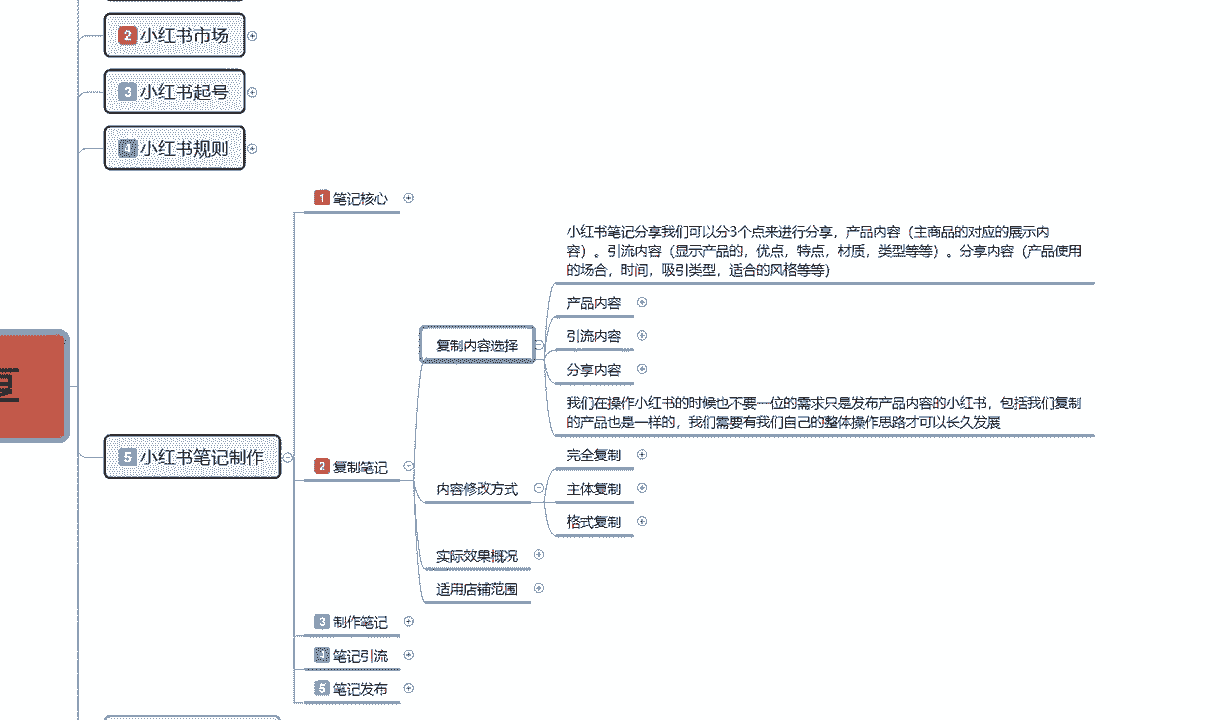 2 小红书市场
3 小红书起号
4 小红书规则
5 小红书笔记制作
1 笔记核心
2 复制笔记
复制内容选择
小红书笔记分享我们可以分3个点来进行分享，产品内容（主商品的对应的展示内
容）。引流内容（显示产品的，优点，特点，材质，类型等等）。分享内容（产品使用
的场合，时间，吸引类型，适合的风格等等）
产品内容
引流内容
分享内容
我们在操作小红书的时候也不要一位的需求只是发布产品内容的小红书，包括我们复制
的产品也是一样的，我们需要有我们自己的整体操作思路才可以长久发展
内容修改方式
完全复制
主体复制
格式复制
实际效果概况
适用店铺范围
3 制作笔记
4 笔记引流
5 笔记发布